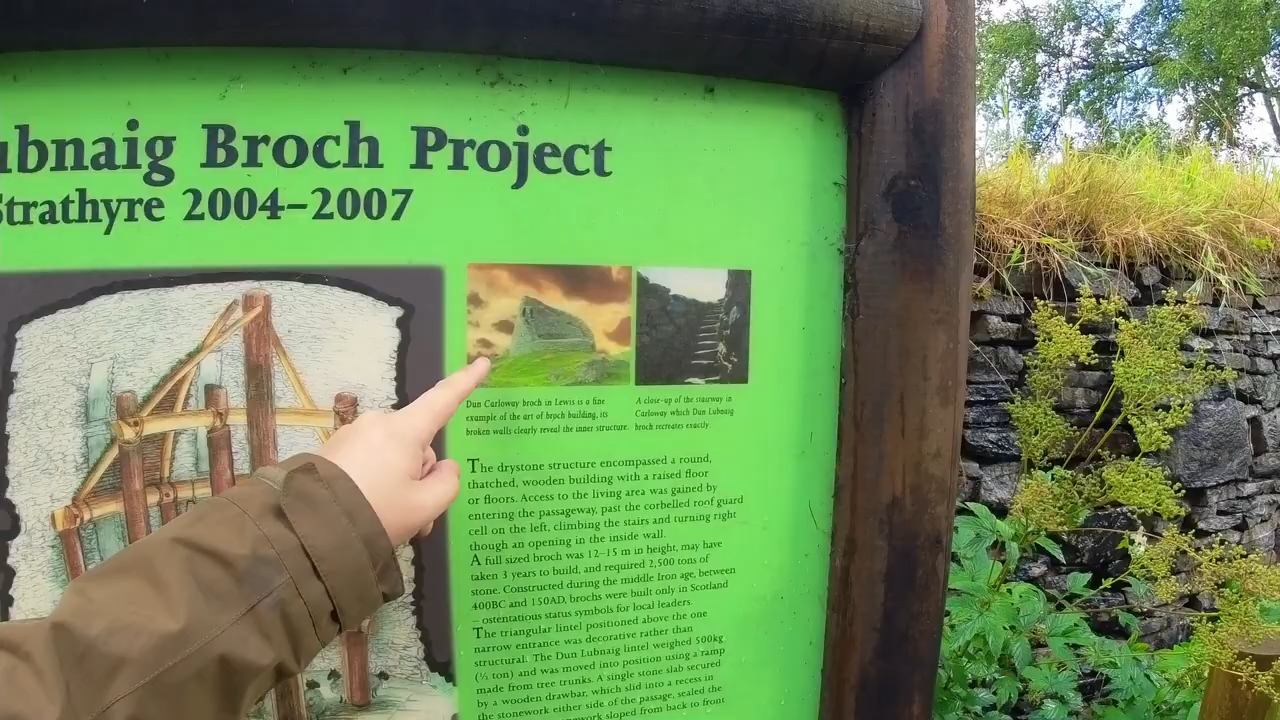 ubnaig Broch Project
Strathyre 2004–2007
Dun Carloway broch in Lewis is a fine
example of the art of broch building, its
broken walls clearly reveal the inner structure.
A close-up of the stairway in
Carloway which Dun Lubnaig
broch recreates exactly.
The drystone structure encompassed a round,
thatched, wooden building with a raised floor
or floors. Access to the living area was gained by
entering the passageway, past the corbelled roof guard
cell on the left, climbing the stairs and turning right
though an opening in the inside wall.
A full sized broch was 12–15 m in height, may have
taken 3 years to build, and required 2,500 tons of
stone. Constructed during the middle Iron age, between
400BC and 150AD, brochs were built only in Scotland
– ostentatious status symbols for local leaders.
The triangular lintel positioned above the one
narrow entrance was decorative rather than
structural. The Dun Lubnaig lintel weighed 500kg
(½ ton) and was moved into position using a ramp
made from tree trunks. A single stone slab secured
by a wooden drawbar, which slid into a recess in
the stonework either side of the passage, sealed the
sloped from back to front